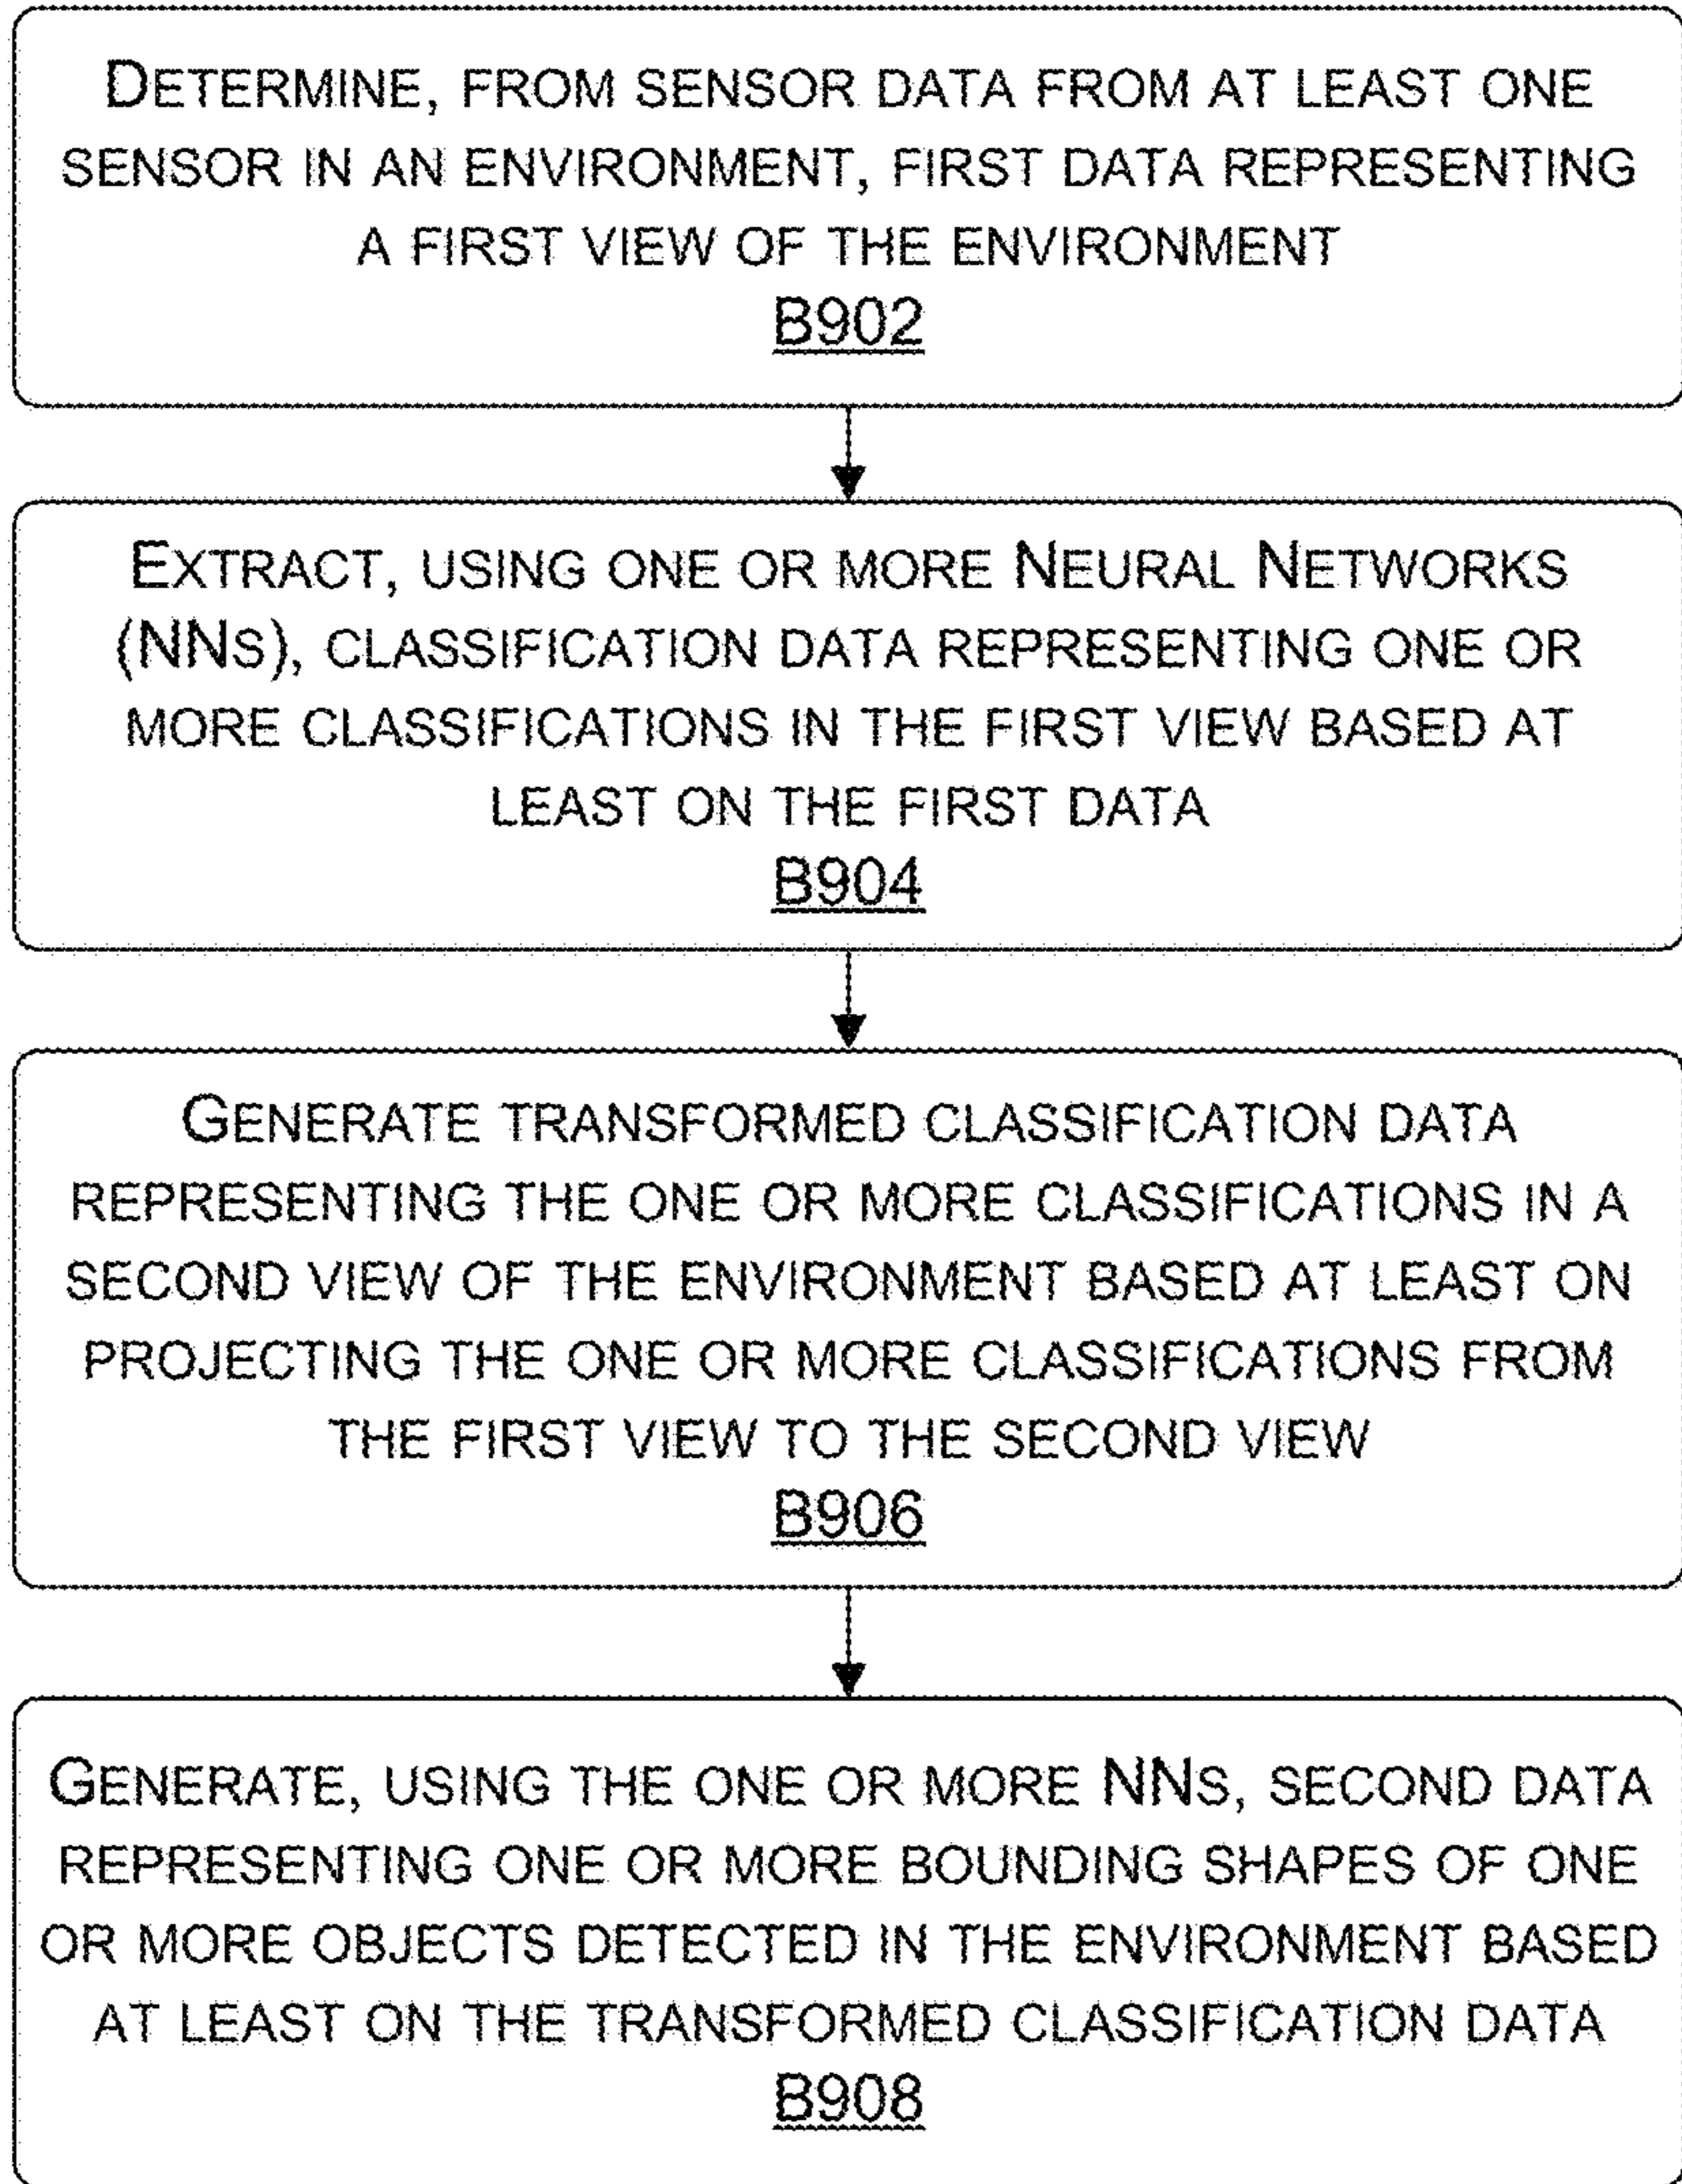 DETERMINE, FROM SENSOR DATA FROM AT LEAST ONE
SENSOR IN AN ENVIRONMENT, FIRST DATA REPRESENTING
A FIRST VIEW OF THE ENVIRONMENT
B902
EXTRACT, USING ONE OR MORE NEURAL NETWORKS
(NNS), CLASSIFICATION DATA REPRESENTING ONE OR
MORE CLASSIFICATIONS IN THE FIRST VIEW BASED AT
LEAST ON THE FIRST DATA
B904
GENERATE TRANSFORMED CLASSIFICATION DATA
REPRESENTING THE ONE OR MORE CLASSIFICATIONS IN A
SECOND VIEW OF THE ENVIRONMENT BASED AT LEAST ON
PROJECTING THE ONE OR MORE CLASSIFICATIONS FROM
THE FIRST VIEW TO THE SECOND VIEW
B906
GENERATE, USING THE ONE OR MORE NNS, SECOND DATA
REPRESENTING ONE OR MORE BOUNDING SHAPES OF ONE
OR MORE OBJECTS DETECTED IN THE ENVIRONMENT BASED
AT LEAST ON THE TRANSFORMED CLASSIFICATION DATA
B908